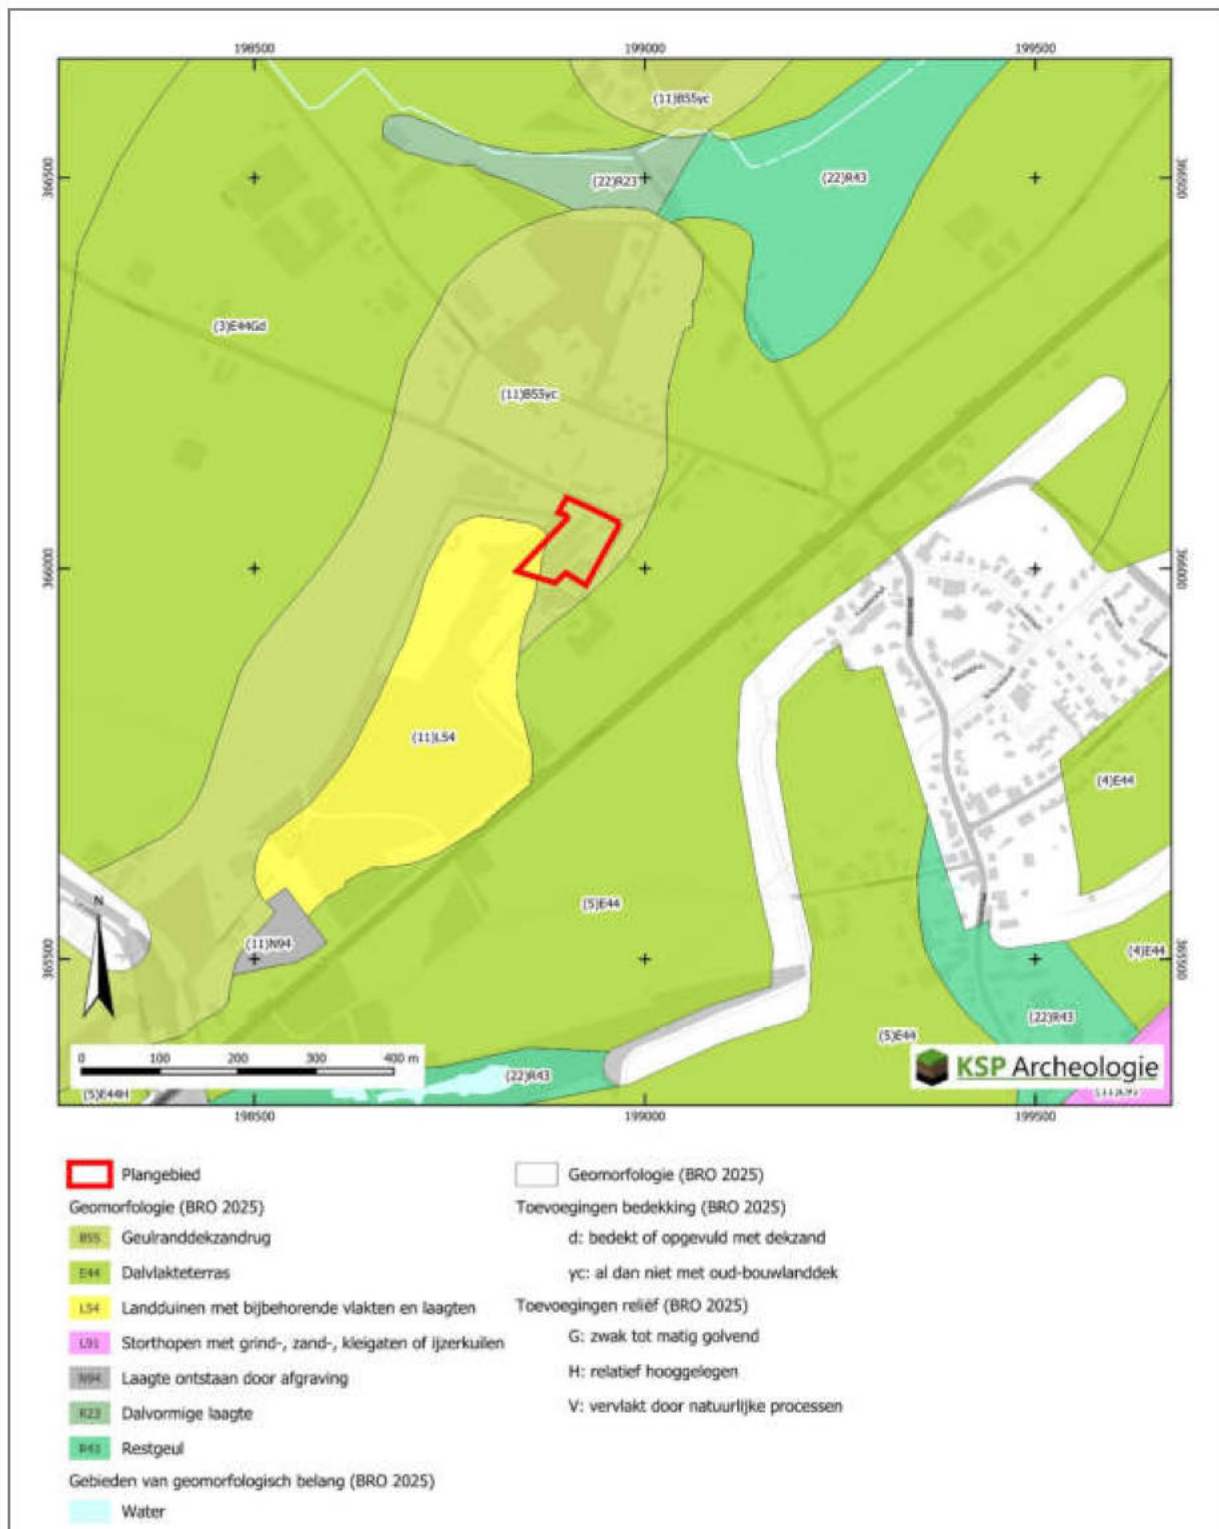 198500 199000 199500
(11)B55yc
366500 (22)R23 (22)R43 366500
(3)E44Gd
(11)B55yc
366000 366000
(11)L54
(4)E44
(5)E44
N
365500 (11)N94 (4)E44 365500
(22)R43
(5)E44
0 100 200 300 400 m
(22)R43
KSP Archeologie
(5)E44H
198500 199000 199500
Plangebied
Geomorfologie (BRO 2025)
B55 Geulranddekzandrug
E44 Dalvlakteterras
L54 Landduinen met bijbehorende vlakten en laagten
L91 Storthopen met grind-, zand-, kleigaten of ijzerkuilen
N94 Laagte ontstaan door afgraving
R23 Dalvormige laagte
R43 Restgeul
Gebieden van geomorfologisch belang (BRO 2025)
Water
Geomorfologie (BRO 2025)
Toevoegingen bedekking (BRO 2025)
d: bedekt of opgevuld met dekzand
yc: al dan niet met oud-bouwlanddek
Toevoegingen reliëf (BRO 2025)
G: zwak tot matig golvend
H: relatief hooggelegen
V: vervlakt door natuurlijke processen